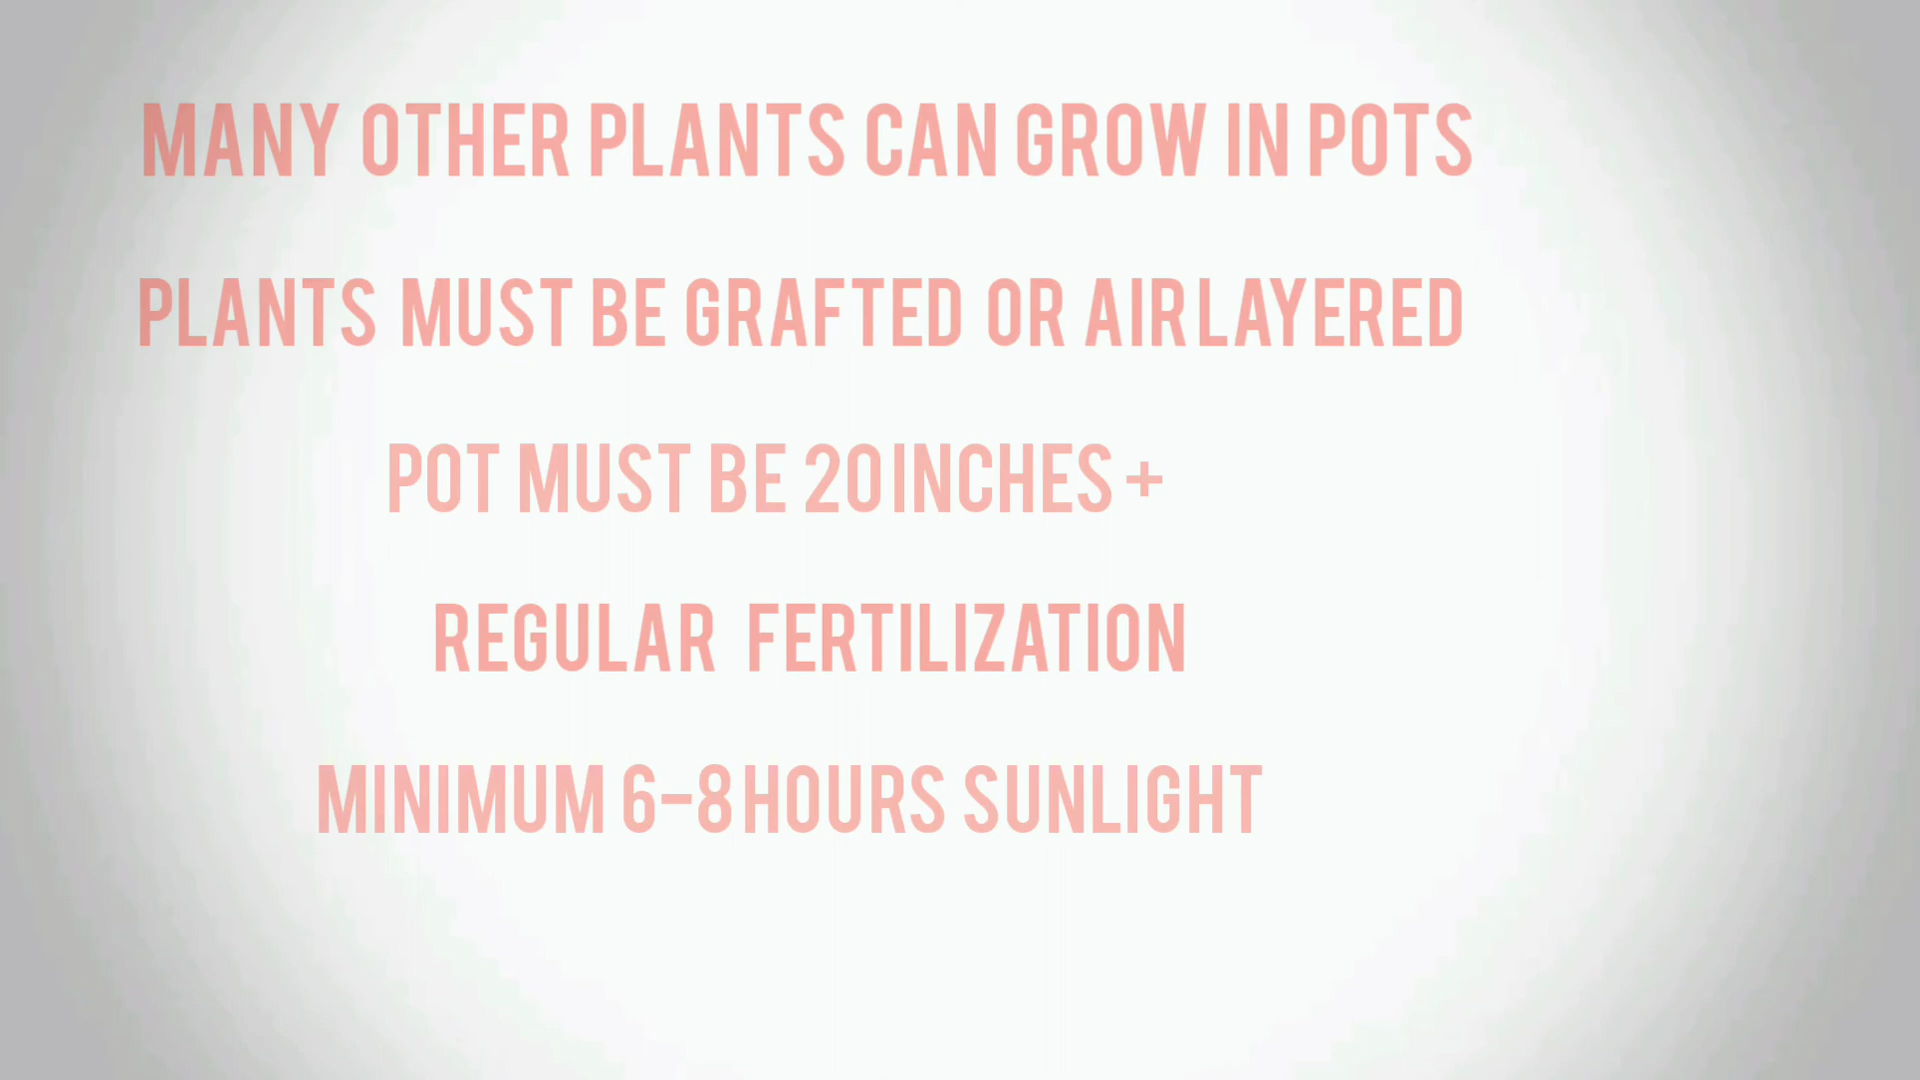 MANY OTHER PLANTS CAN GROW IN POTS
PLANTS MUST BE GRAFTED OR AIR LAYERED
POT MUST BE 20 INCHES +
REGULAR FERTILIZATION
MINIMUM 6-8 HOURS SUNLIGHT